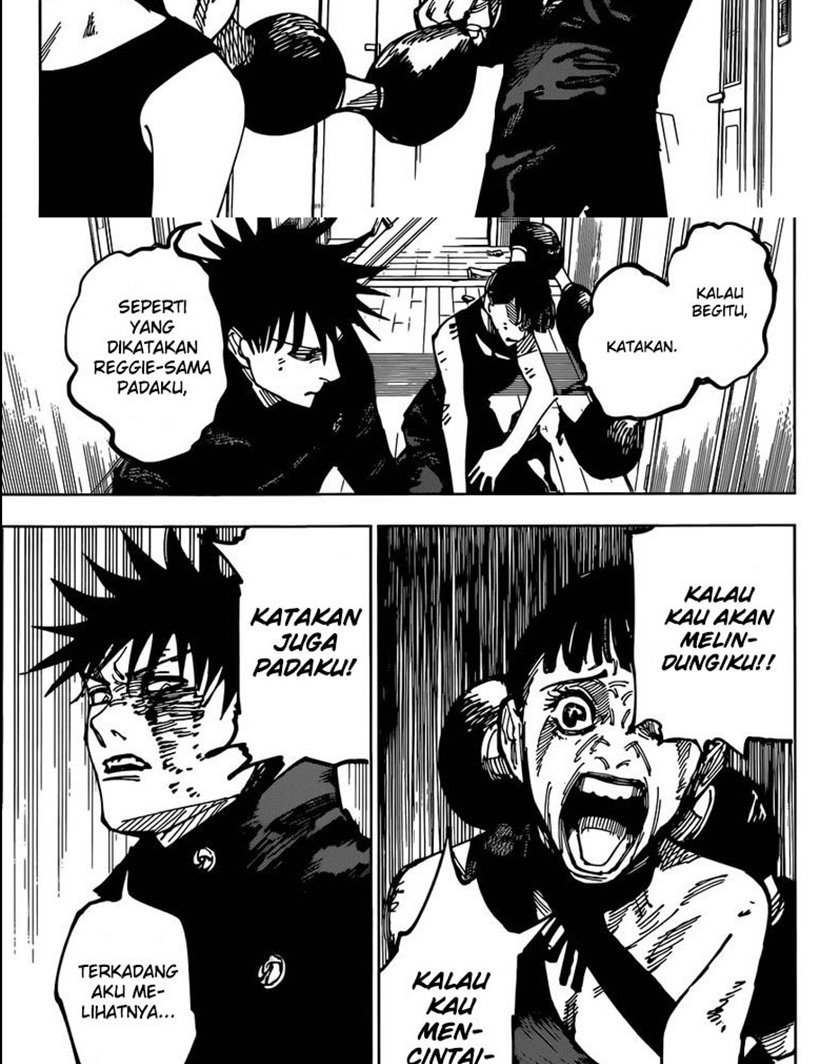 KALAU
BEGITU,
KATAKAN.
SEPERTI
YANG
DIKATAKAN
REGGIE-SAMA
PADAKU,
KALAU
KAU AKAN
MELIN-
DUNGIKU!!
KALAU
KAU
MEN-
CINTAI-
KATAKAN
JUGA
PADAKU!
TERKADANG
AKU ME-
LIHATNYA...